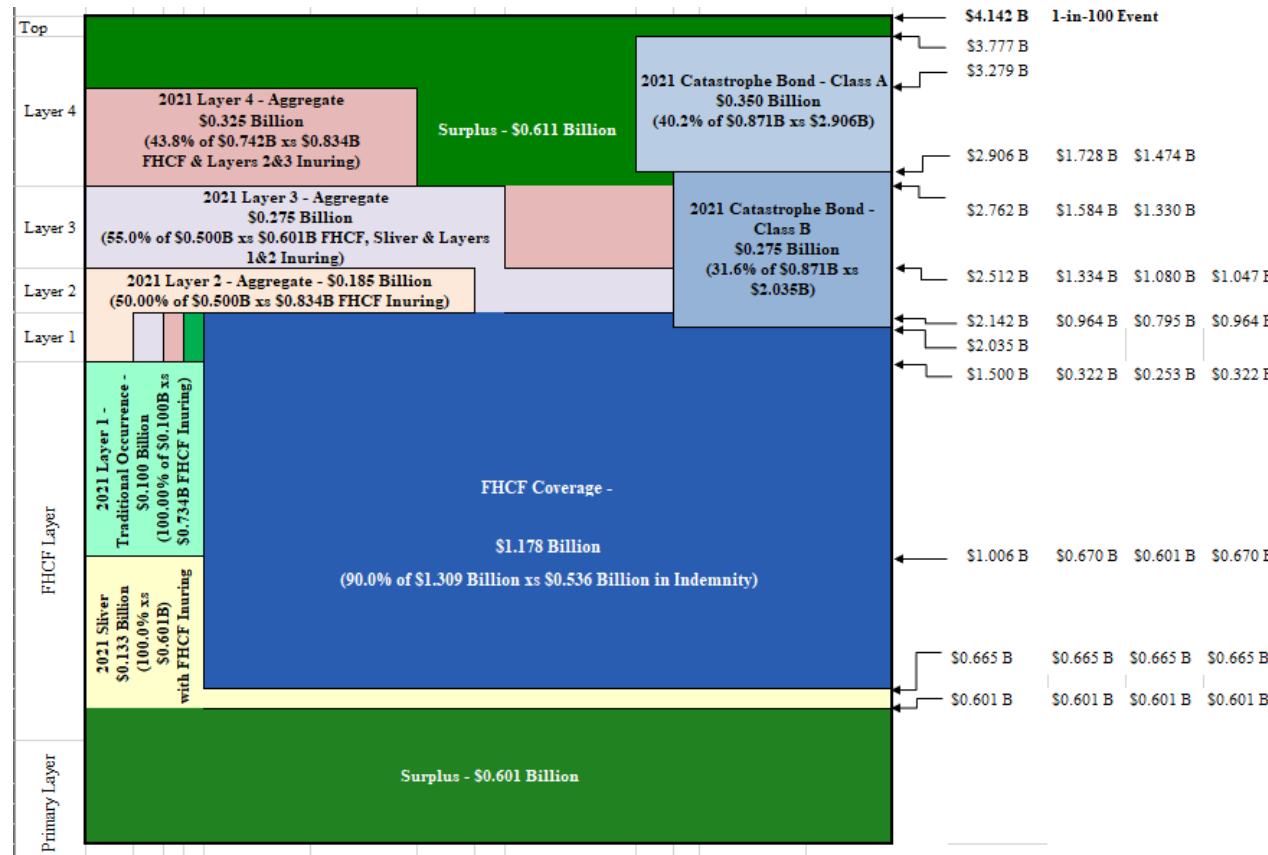 Top
$4.142 B 1-in-100 Event
$3.777 B
$3.279 B
Layer 4
2021 Layer 4 - Aggregate
$0.325 Billion
(43.8% of $0.742B xs $0.834B
FHCF & Layers 2&3 Inuring)
Surplus - $0.611 Billion
2021 Catastrophe Bond - Class A
$0.350 Billion
(40.2% of $0.871B xs $2.906B)
$2.906 B $1.728 B $1.474 B
Layer 3
2021 Layer 3 - Aggregate
$0.275 Billion
(55.0% of $0.500B xs $0.601B FHCF, Sliver & Layers
1&2 Inuring)
2021 Catastrophe Bond -
Class B
$0.275 Billion
(31.6% of $0.871B xs
$2.035B)
$2.762 B $1.584 B $1.330 B
Layer 2
2021 Layer 2 - Aggregate - $0.185 Billion
(50.00% of $0.500B xs $0.834B FHCF Inuring)
$2.512 B $1.334 B $1.080 B $1.047 B
Layer 1
$2.142 B $0.964 B $0.795 B $0.964 B
$2.035 B
$1.500 B $0.322 B $0.253 B $0.322 B
FHCF Layer
2021 Layer 1 -
Traditional Occurrence -
$0.100 Billion
(100.00% of $0.100B xs
$0.734B FHCF Inuring)
FHCF Coverage -
$1.178 Billion
(90.0% of $1.309 Billion xs $0.536 Billion in Indemnity)
$1.006 B $0.670 B $0.601 B $0.670 B
2021 Sliver
$0.133 Billion
(100.0% xs
$0.601B)
with FHCF Inuring
$0.665 B $0.665 B $0.665 B $0.665 B
$0.601 B $0.601 B $0.601 B $0.601 B
Primary Layer
Surplus - $0.601 Billion